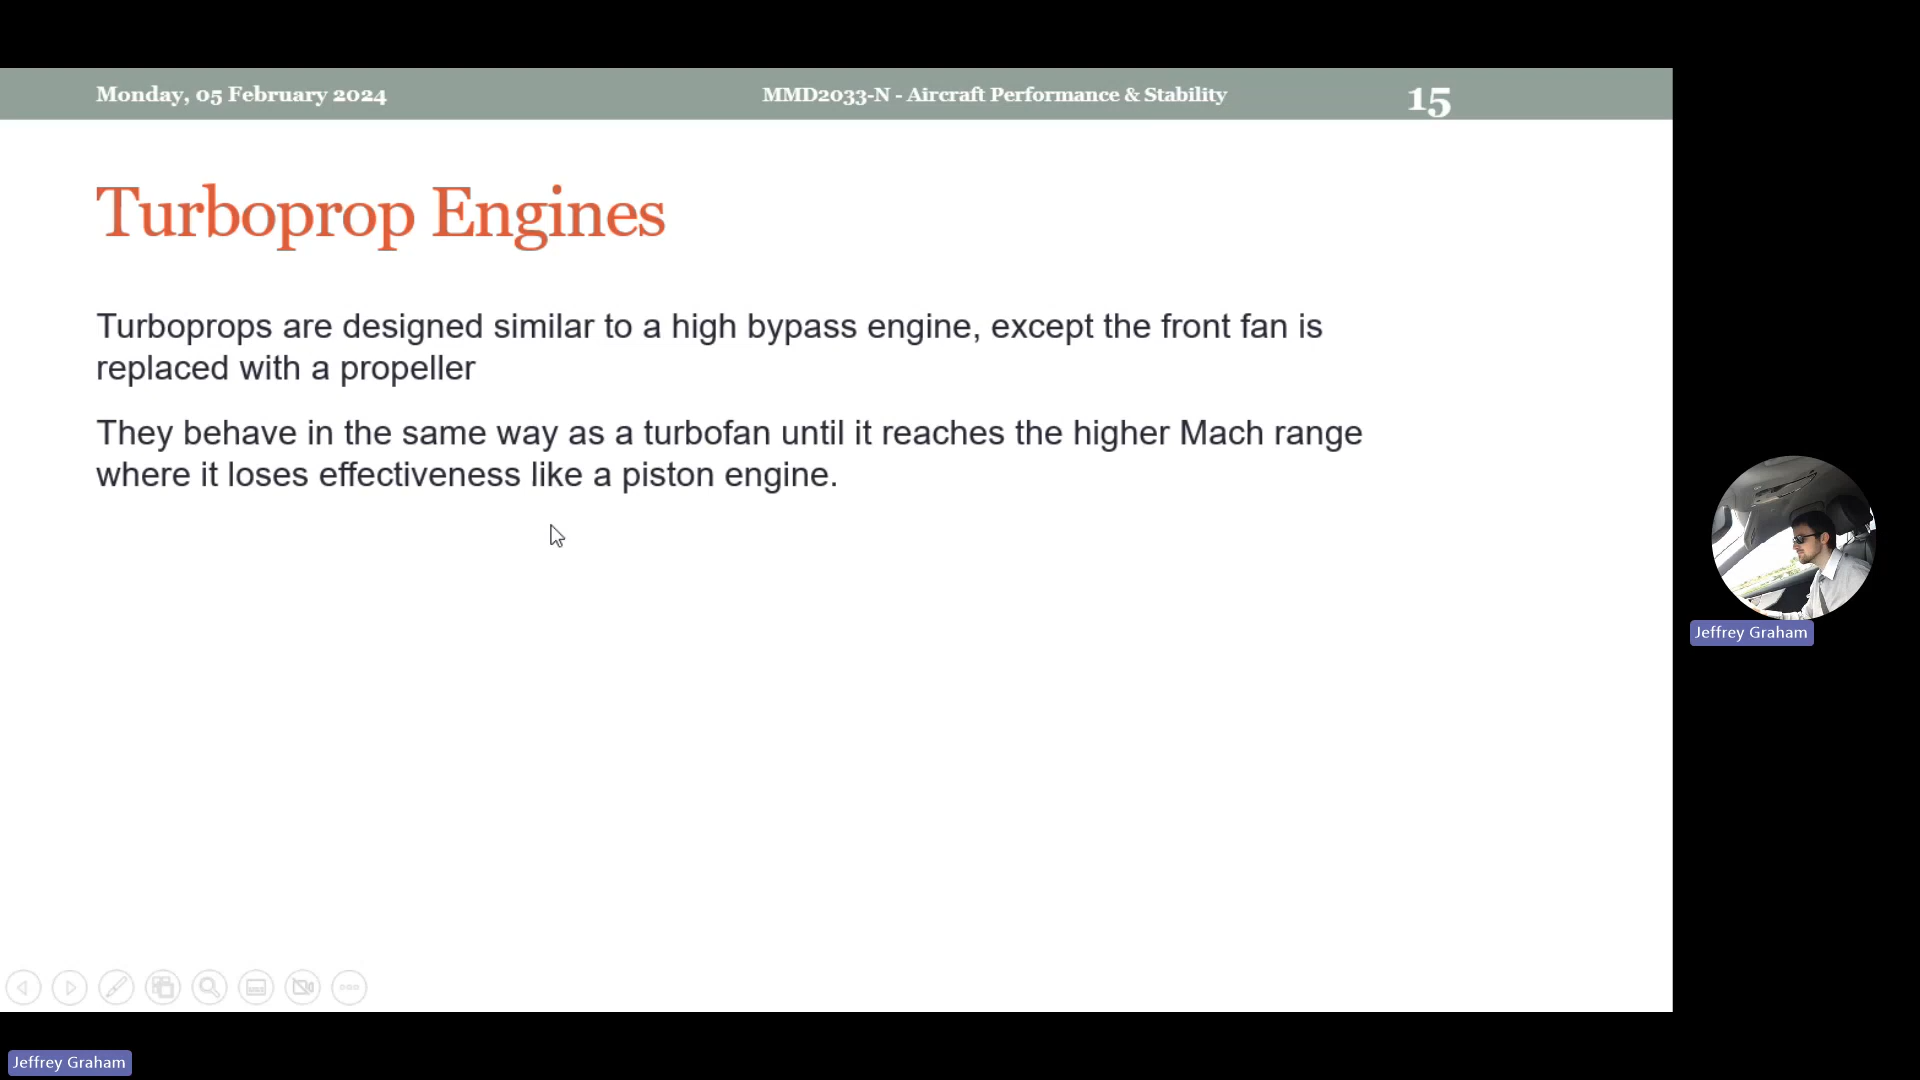 Monday, 05 February 2024
MMD2033-N - Aircraft Performance & Stability
15
Turboprop Engines
Turboprops are designed similar to a high bypass engine, except the front fan is
replaced with a propeller
They behave in the same way as a turbofan until it reaches the higher Mach range
where it loses effectiveness like a piston engine.
Jeffrey Graham
Jeffrey Graham